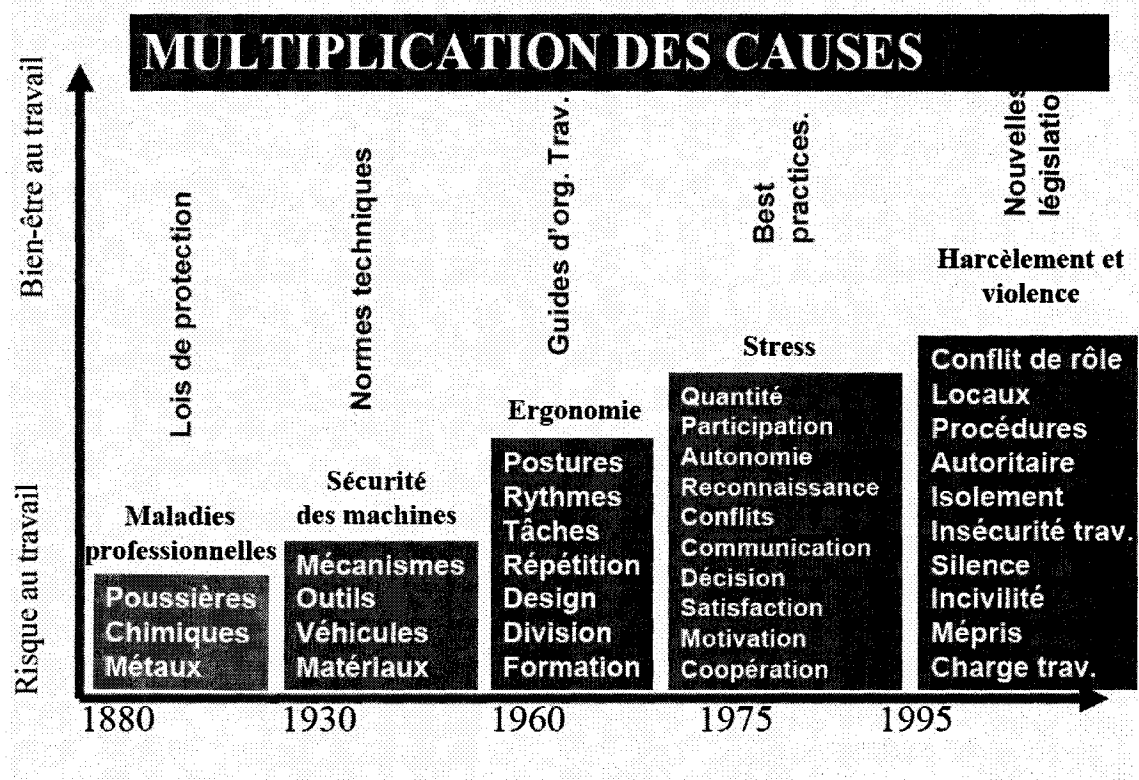 MULTIPLICATION DES CAUSES
Bien-être au travail
Risque au travail
Lois de protection
Maladies
professionnelles
Poussières
Chimiques
Métaux
Normes techniques
Sécurité
des machines
Mécanismes
Outils
Véhicules
Matériaux
Guides d'org. Trav.
Ergonomie
Postures
Rythmes
Tâches
Répétition
Design
Division
Formation
Best
practices.
Stress
Quantité
Participation
Autonomie
Reconnaissance
Conflits
Communication
Décision
Satisfaction
Motivation
Coopération
Nouvelles
législatio
Harcèlement et
violence
Conflit de rôle
Locaux
Procédures
Autoritaire
Isolement
Insécurité trav.
Silence
Incivilité
Mépris
Charge trav.
1880 1930 1960 1975 1995